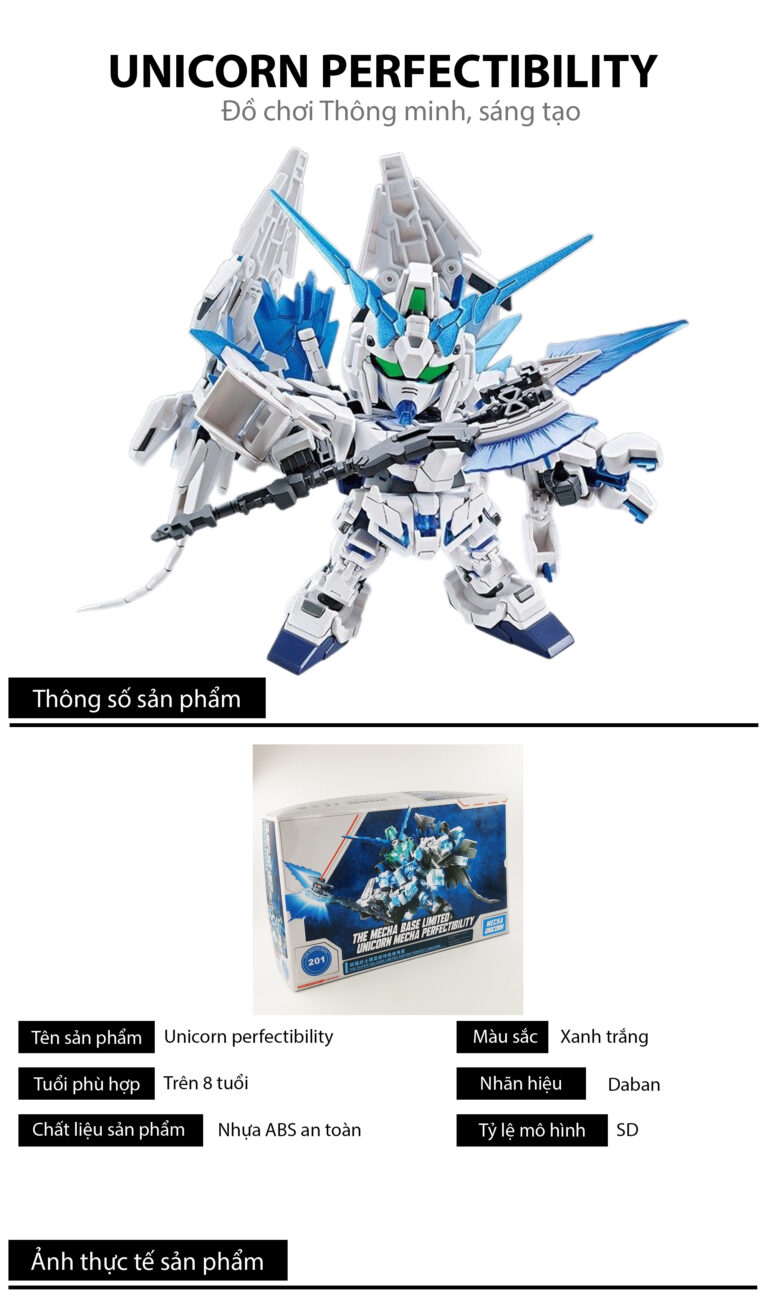 UNICORN PERFECTIBILITY
Đồ chơi Thông minh, sáng tạo
Thông số sản phẩm
THE MECHA BASE LIMITED
UNICORN MECHA PERFECTIBILITY
MECHA
UNICORN
201
Tên sản phẩm Unicorn perfectibility
Màu sắc Xanh trắng
Tuổi phù hợp Trên 8 tuổi
Nhãn hiệu Daban
Chất liệu sản phẩm Nhựa ABS an toàn
Tỷ lệ mô hình SD
Ảnh thực tế sản phẩm